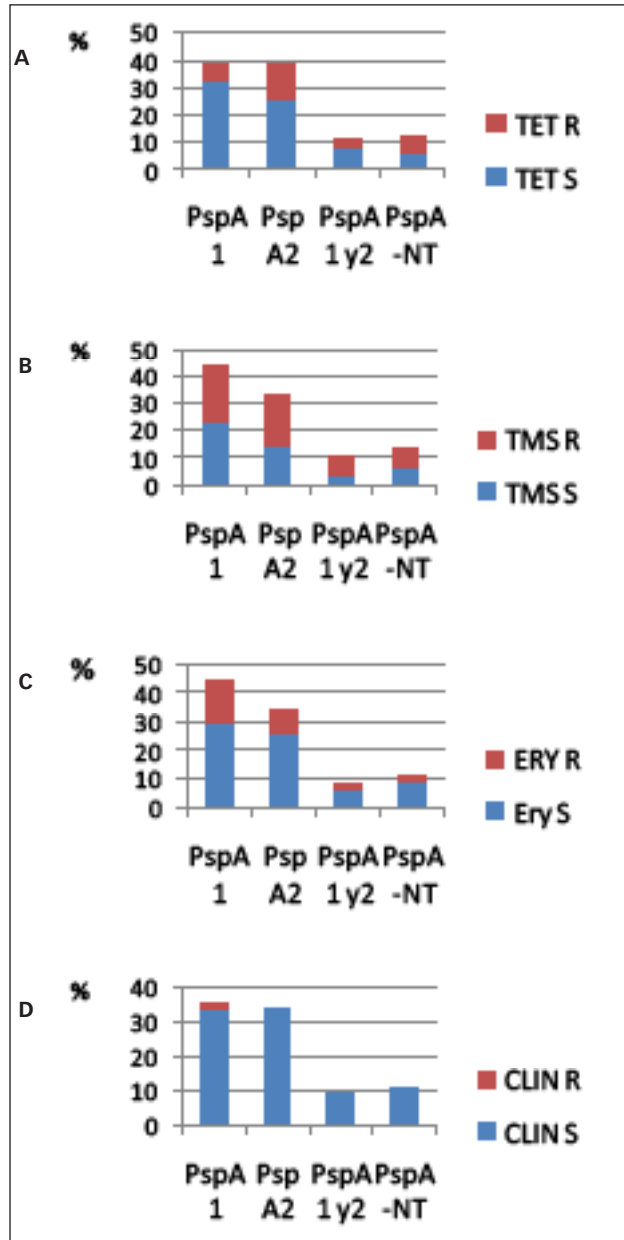 A
%
50
40
30
20
10
0
TET R
TET S
PspA 1
Psp A2
PspA 1 y2
PspA -NT
B
%
50
40
30
20
10
0
TMS R
TMS S
PspA 1
Psp A2
PspA 1 y2
PspA -NT
C
%
50
40
30
20
10
0
ERY R
Ery S
PspA 1
Psp A2
PspA 1 y2
PspA -NT
D
%
40
30
20
10
0
CLIN R
CLIN S
PspA 1
Psp A2
PspA 1 y2
PspA -NT